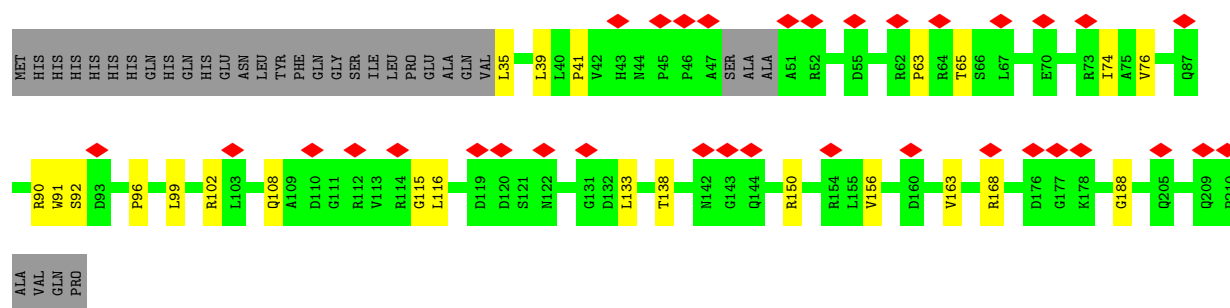 MET HIS HIS HIS HIS HIS HIS GLN HIS GLN HIS GLU ASN LEU TYR PHE GLN GLY SER ILE LEU PRO GLU ALA GLN VAL L35 L39 L40 P41 V42 H43 N44 P45 P46 A47 SER ALA ALA A51 R52 D55 R62 P63 R64 T65 S66 L67 E70 R73 I74 A75 V76 Q87
R90 W91 S92 D93 P96 L99 R102 L103 Q108 A109 D110 G111 R112 V113 R114 G115 L116 D119 D120 S121 N122 G131 D132 L133 T138 N142 G143 Q144 R150 R154 L155 V156 D160 V163 R168 D176 G177 K178 G188 Q205 Q209
ALA VAL GLN PRO